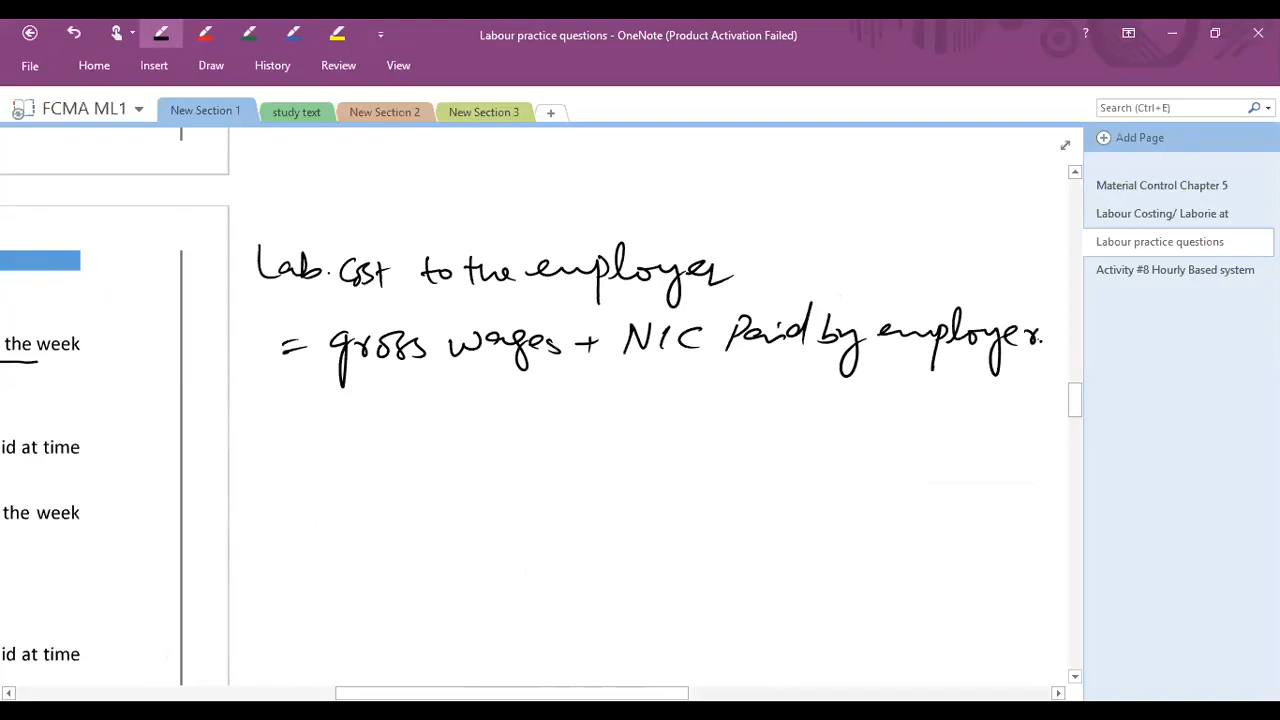 Labour practice questions - OneNote (Product Activation Failed)
File Home Insert Draw History Review View
FCMA ML1 New Section 1 study text New Section 2 New Section 3 Search (Ctrl+E)
Add Page
Material Control Chapter 5
Labour Costing/ Laborie at
Labour practice questions
Activity #8 Hourly Based system
Lab. Cost to the employer
= gross wages + NIC Paid by employer.
the week
id at time
the week
id at time